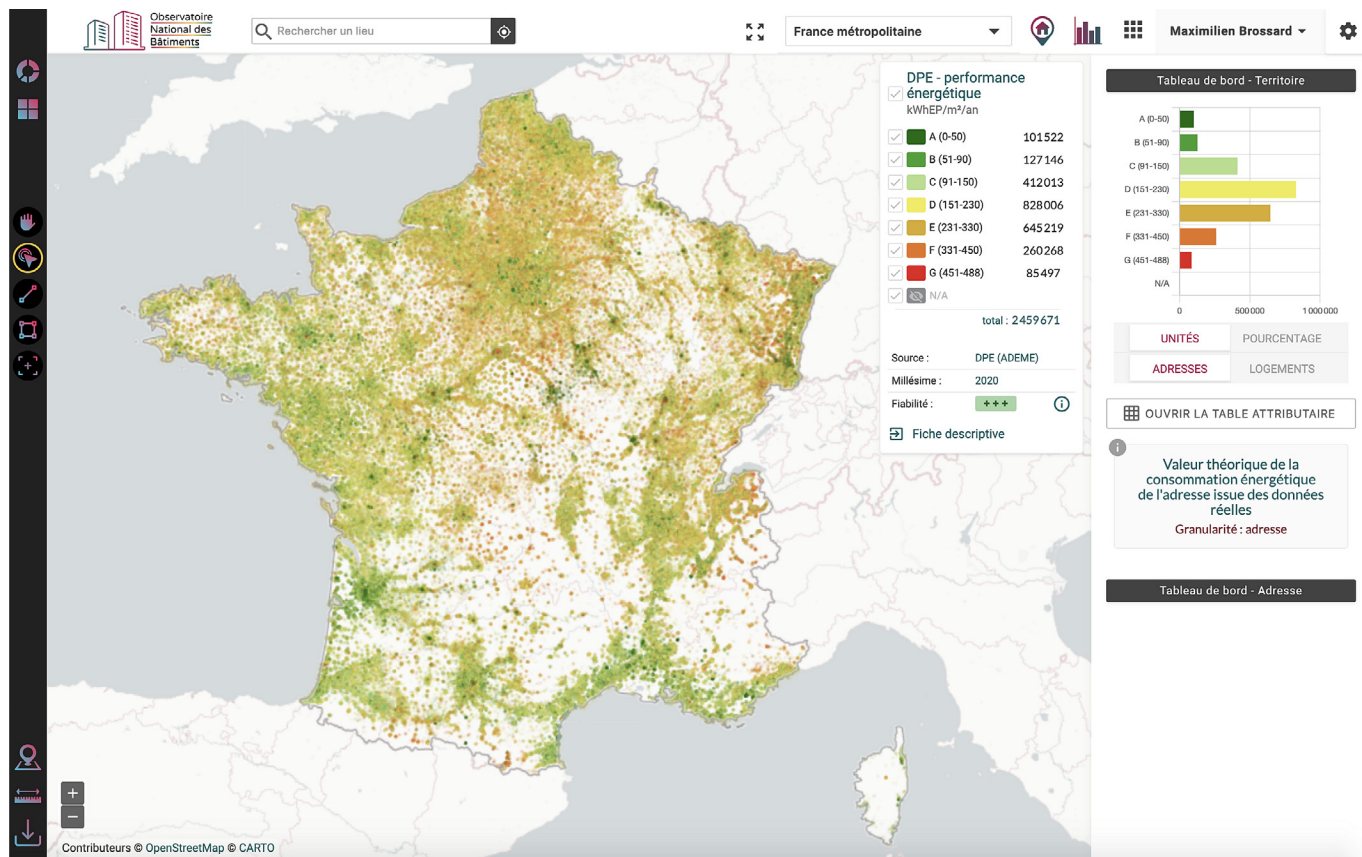 Observatoire
National des
Bâtiments
Rechercher un lieu
France métropolitaine
Maximilien Brossard
DPE - performance
énergétique
kWhEP/m²/an
A (0-50) 101522
B (51-90) 127146
C (91-150) 412013
D (151-230) 828006
E (231-330) 645219
F (331-450) 260268
G (451-488) 85497
N/A
total : 2459671
Source : DPE (ADEME)
Millésime : 2020
Fiabilité : +++
Fiche descriptive
Tableau de bord - Territoire
A (0-50)
B (51-90)
C (91-150)
D (151-230)
E (231-330)
F (331-450)
G (451-488)
N/A
0 500000 1000000
UNITÉS POURCENTAGE
ADRESSES LOGEMENTS
OUVRIR LA TABLE ATTRIBUTAIRE
Valeur théorique de la
consommation énergétique
de l'adresse issue des données
réelles
Granularité : adresse
Tableau de bord - Adresse
+
−
Contributeurs © OpenStreetMap © CARTO